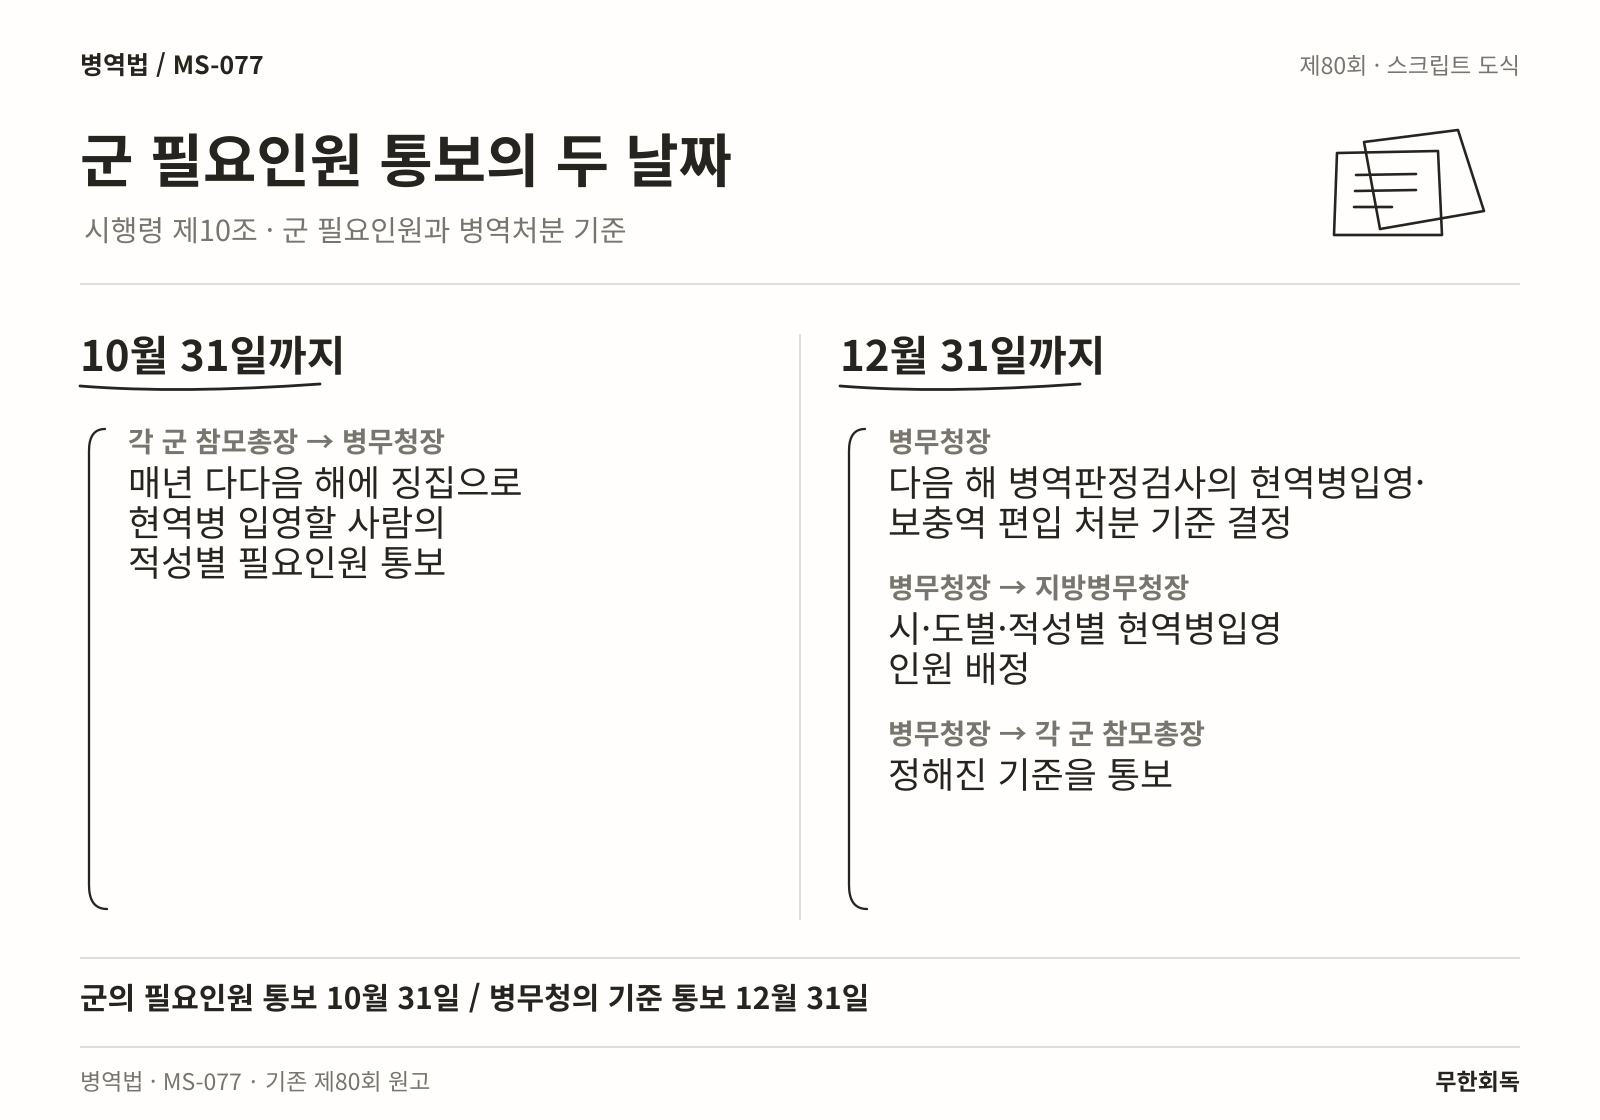 병역법 / MS-077
제80회 · 스크립트 도식
군 필요인원 통보의 두 날짜
시행령 제10조 · 군 필요인원과 병역처분 기준
10월 31일까지
각 군 참모총장 → 병무청장
매년 다다음 해에 징집으로
현역병 입영할 사람의
적성별 필요인원 통보
12월 31일까지
병무청장
다음 해 병역판정검사의 현역병입영·
보충역 편입 처분 기준 결정
병무청장 → 지방병무청장
시·도별·적성별 현역병입영
인원 배정
병무청장 → 각 군 참모총장
정해진 기준을 통보
군의 필요인원 통보 10월 31일 / 병무청의 기준 통보 12월 31일
병역법 · MS-077 · 기존 제80회 원고
무한회독